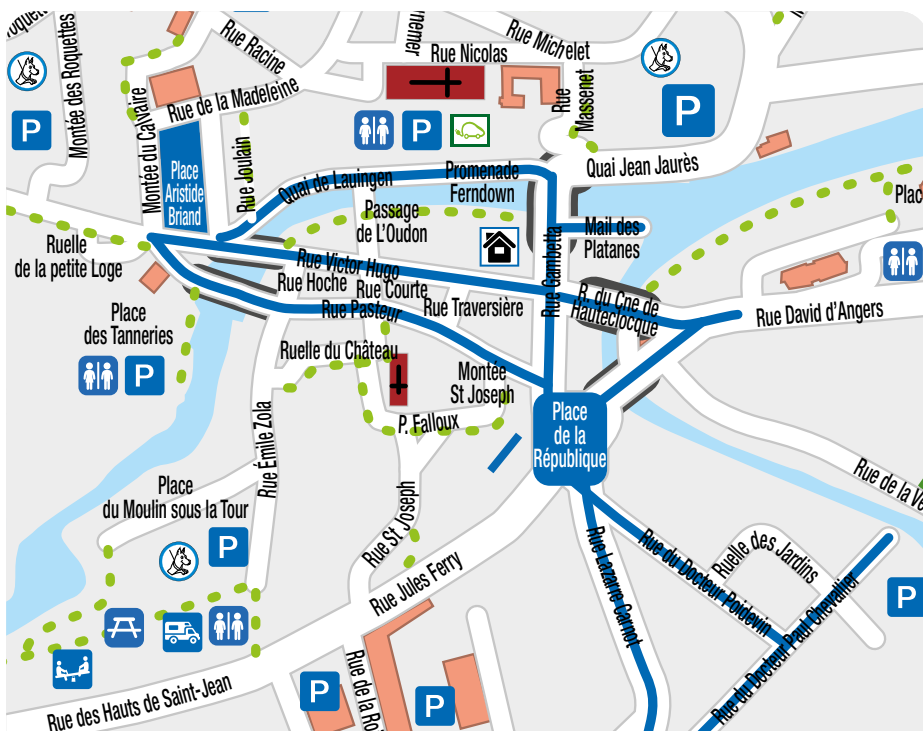 Montée des Roquettes
Rue Racine
Rue Michelet
Rue Nicolas
Rue de la Madeleine
Rue
Massenet
Montée du Calvaire
Place
Aristide
Briand
Rue Joulain
Quai de Lauingen
Promenade
Ferndown
Quai Jean Jaurès
Passage
de L'Oudon
Mail des
Platanes
Ruelle
de la petite Loge
Rue Victor Hugo
Rue Hoche
Rue Courte
Rue Gambetta
R. du Cne de
Hauteclocque
Rue David d'Angers
Rue Pasteur
Rue Traversière
Place
des Tanneries
Ruelle du Château
Montée
St Joseph
P. Falloux
Place
de la
République
Rue Émile Zola
Place
du Moulin sous la Tour
Rue St Joseph
Rue Jules Ferry
Rue Lazarre Carnot
Rue du Docteur Poidevin
Ruelle des Jardins
Rue du Docteur Paul Chevallier
Rue des Hauts de Saint-Jean
Rue de la
Rue de la
Plac
P
P
P
P
P
P
P
P